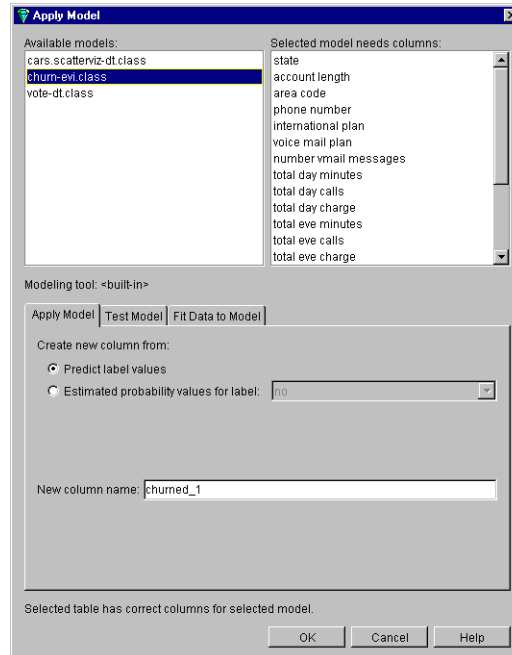 Apply Model
Available models:
cars.scatterviz-dt.class
churn-evi.class
vote-dt.class
Selected model needs columns:
state
account length
area code
phone number
international plan
voice mail plan
number vmail messages
total day minutes
total day calls
total day charge
total eve minutes
total eve calls
total eve charge
Modeling tool: <built-in>
Apply Model Test Model Fit Data to Model
Create new column from:
Predict label values
Estimated probability values for label: no
New column name: churned_1
Selected table has correct columns for selected model.
OK Cancel Help